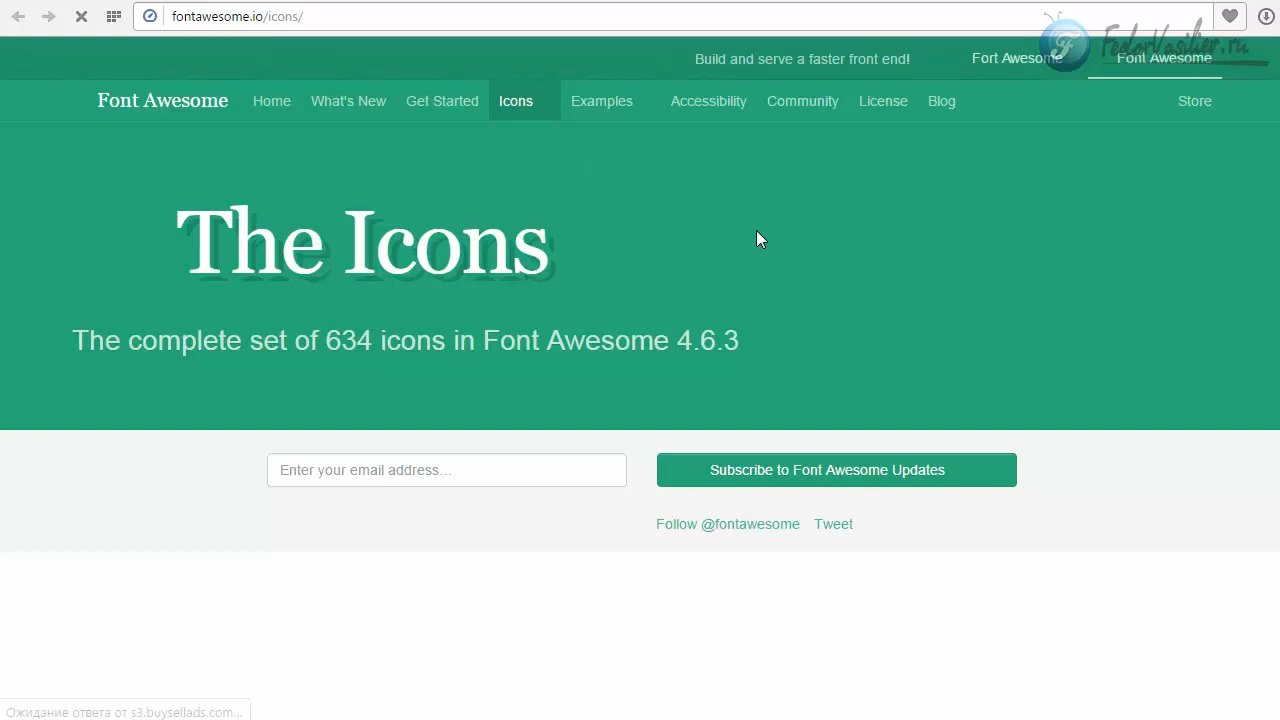 fontawesome.io/icons/
FedorVasiliev.ru
Build and serve a faster front end!
Fort Awesome
Font Awesome
Font Awesome
Home
What's New
Get Started
Icons
Examples
Accessibility
Community
License
Blog
Store
The Icons
The complete set of 634 icons in Font Awesome 4.6.3
Enter your email address...
Subscribe to Font Awesome Updates
Follow @fontawesome
Tweet
Ожидание ответа от s3.buysellads.com...